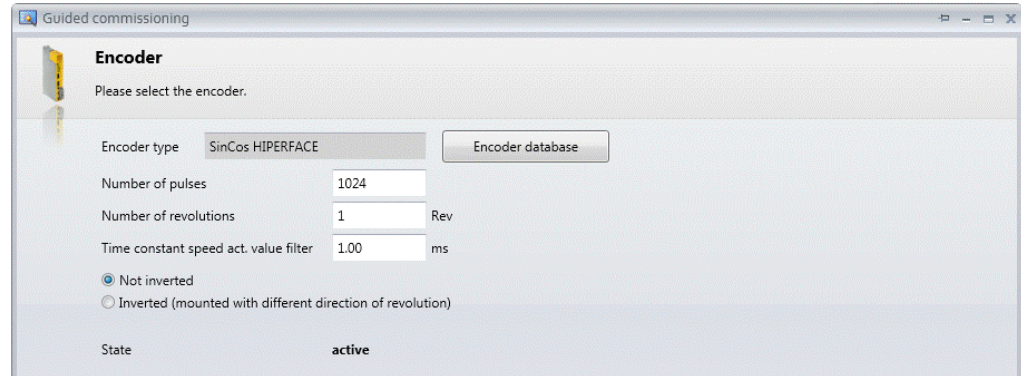 Guided commissioning
Encoder
Please select the encoder.
Encoder type SinCos HIPERFACE Encoder database
Number of pulses 1024
Number of revolutions 1 Rev
Time constant speed act. value filter 1.00 ms
Not inverted
Inverted (mounted with different direction of revolution)
State active